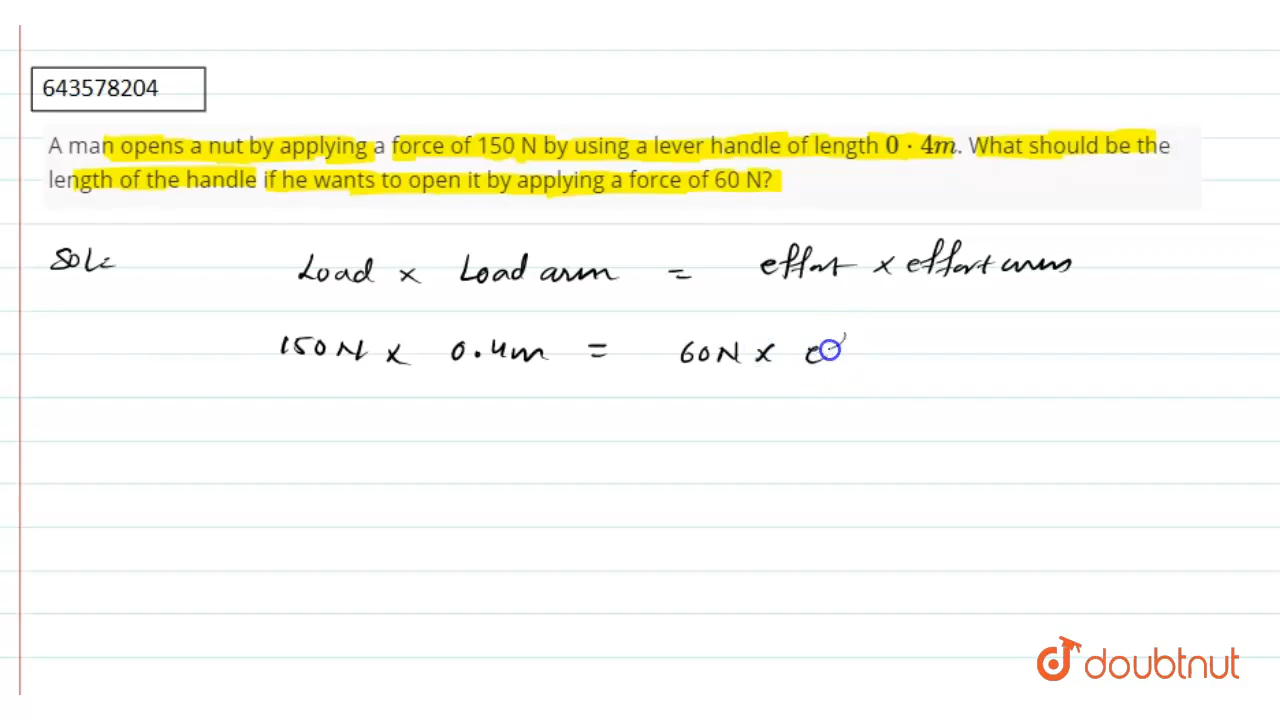 643578204
A man opens a nut by applying a force of 150 N by using a lever handle of length 0 · 4m. What should be the
length of the handle if he wants to open it by applying a force of 60 N?
Sol:
Load × Load arm = effort × effort arm
150N × 0.4m = 60N × e
doubtnut